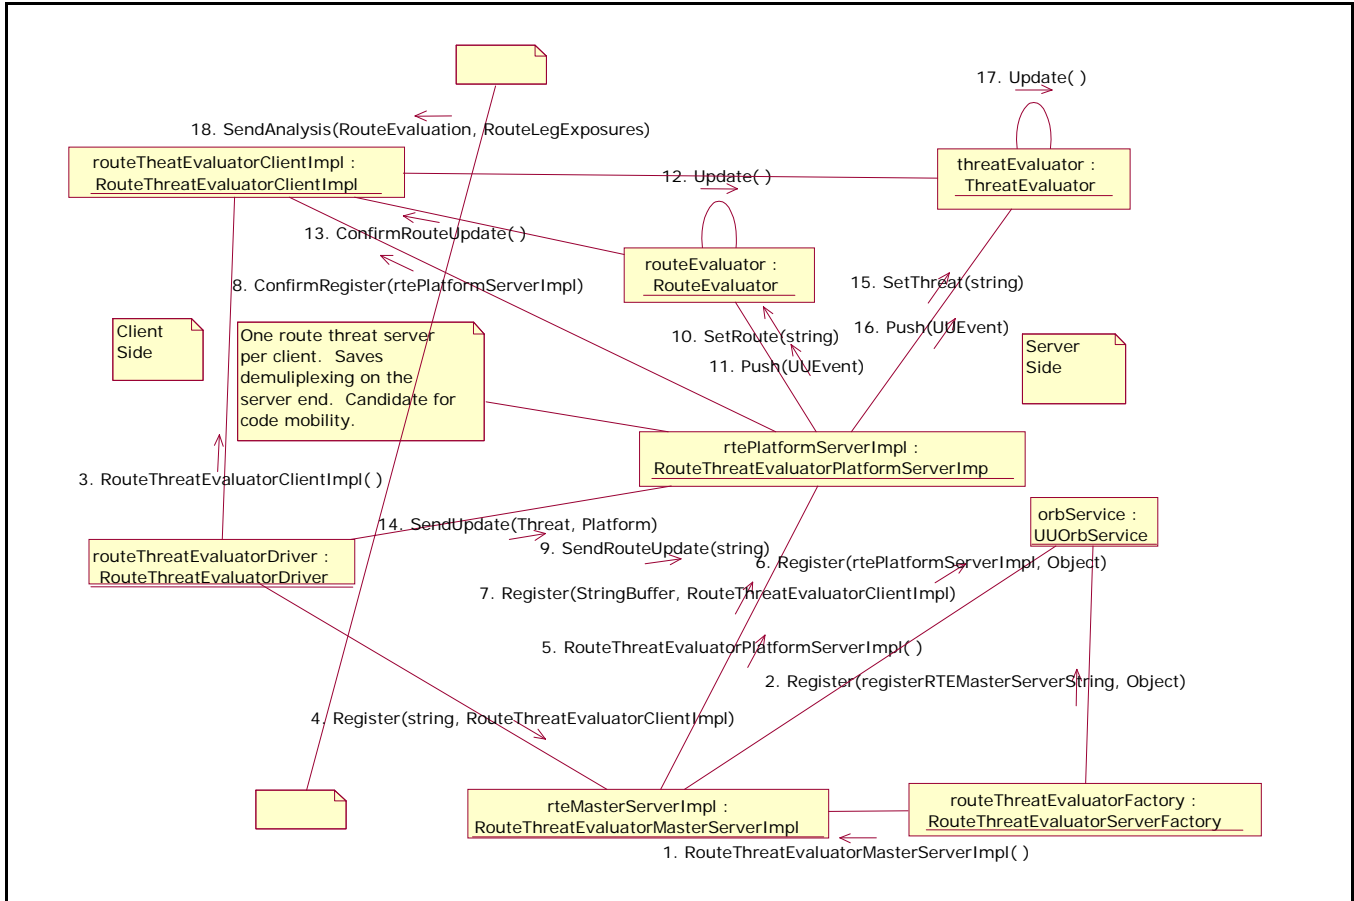 17. Update( )
18. SendAnalysis(RouteEvaluation, RouteLegExposures)
routeTheatEvaluatorClientImpl :
RouteThreatEvaluatorClientImpl
threatEvaluator :
ThreatEvaluator
12. Update( )
13. ConfirmRouteUpdate( )
routeEvaluator :
RouteEvaluator
8. ConfirmRegister(rtePlatformServerImpl)
15. SetThreat(string)
16. Push(UUEvent)
10. SetRoute(string)
11. Push(UUEvent)
Client
Side
One route threat server
per client.  Saves
demuliplexing on the
server end.  Candidate for
code mobility.
Server
Side
rtePlatformServerImpl :
RouteThreatEvaluatorPlatformServerImp
3. RouteThreatEvaluatorClientImpl( )
orbService :
UUOrbService
14. SendUpdate(Threat, Platform)
9. SendRouteUpdate(string)
6. Register(rtePlatformServerImpl, Object)
routeThreatEvaluatorDriver :
RouteThreatEvaluatorDriver
7. Register(StringBuffer, RouteThreatEvaluatorClientImpl)
5. RouteThreatEvaluatorPlatformServerImpl( )
2. Register(registerRTEMasterServerString, Object)
4. Register(string, RouteThreatEvaluatorClientImpl)
rteMasterServerImpl :
RouteThreatEvaluatorMasterServerImpl
routeThreatEvaluatorFactory :
RouteThreatEvaluatorServerFactory
1. RouteThreatEvaluatorMasterServerImpl( )